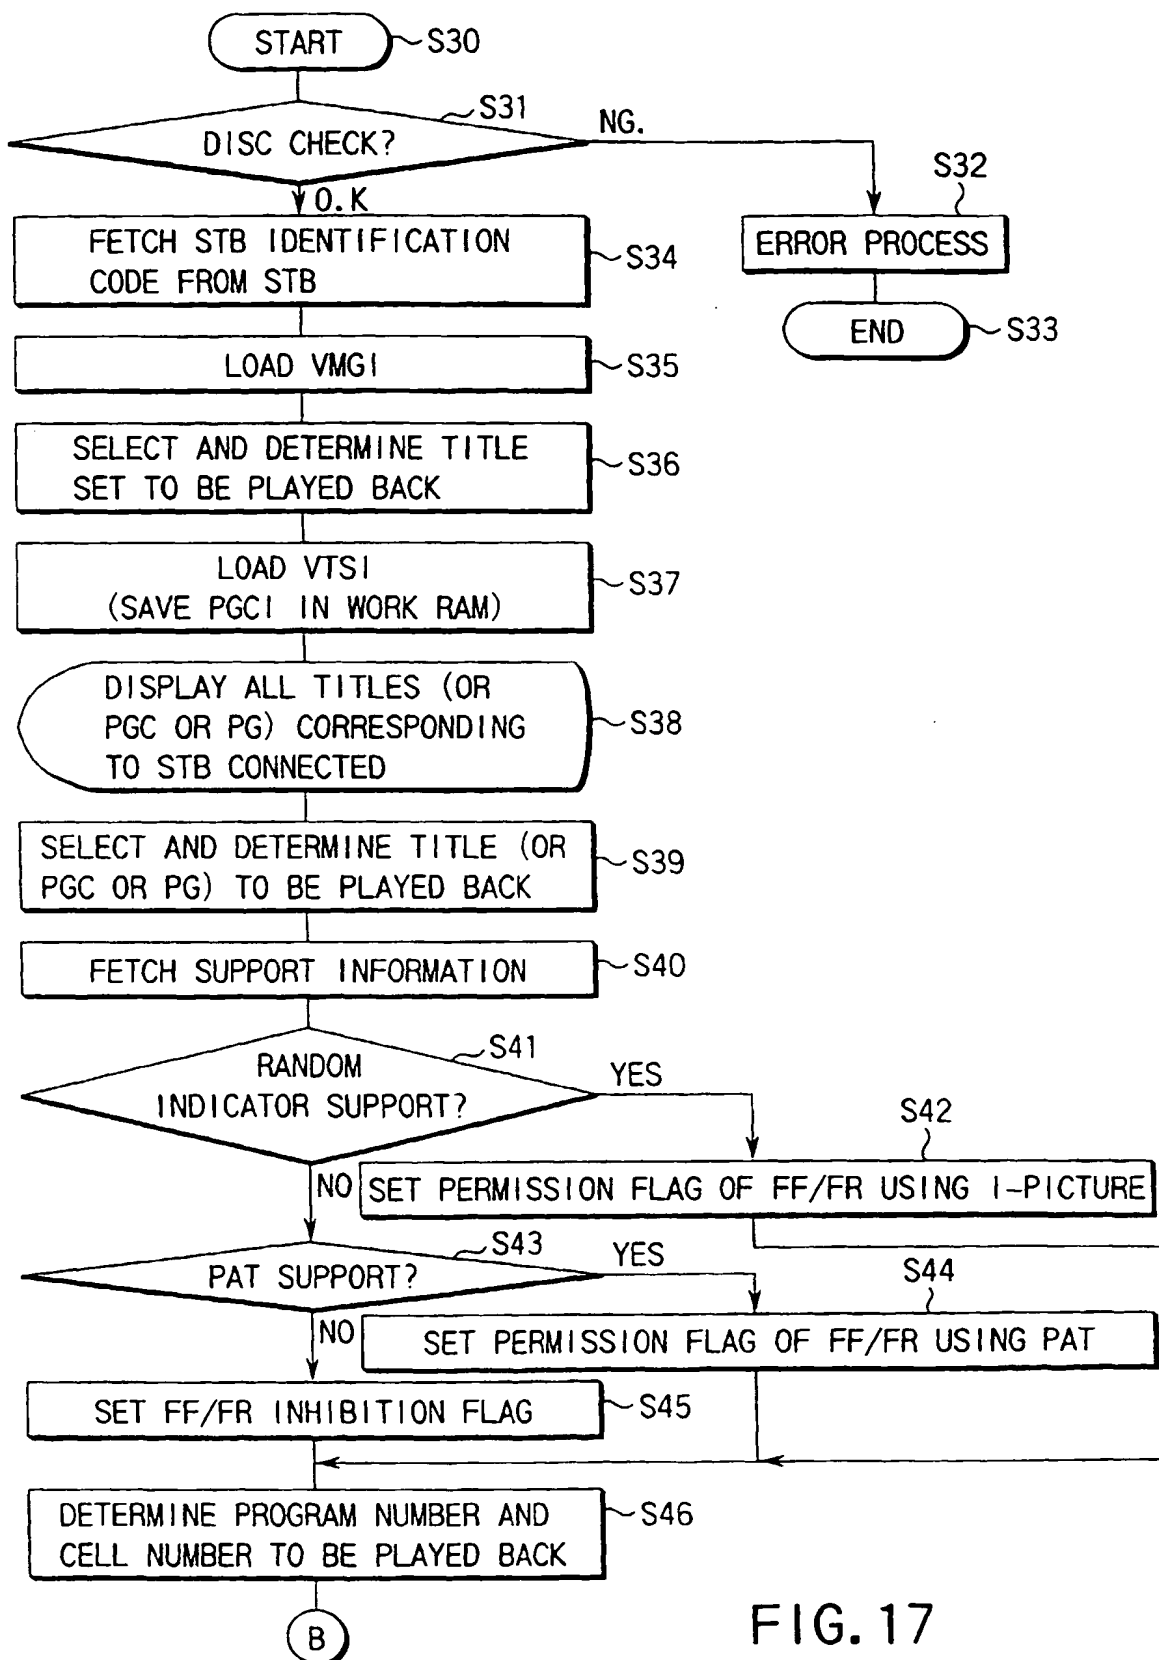 START
S30
S31
DISC CHECK?
NG.
O.K
S32
ERROR PROCESS
END
S33
FETCH STB IDENTIFICATION
CODE FROM STB
S34
LOAD VMGI
S35
SELECT AND DETERMINE TITLE
SET TO BE PLAYED BACK
S36
LOAD VTSI
(SAVE PGCI IN WORK RAM)
S37
DISPLAY ALL TITLES (OR
PGC OR PG) CORRESPONDING
TO STB CONNECTED
S38
SELECT AND DETERMINE TITLE (OR
PGC OR PG) TO BE PLAYED BACK
S39
FETCH SUPPORT INFORMATION
S40
S41
RANDOM
INDICATOR SUPPORT?
YES
S42
NO
SET PERMISSION FLAG OF FF/FR USING I-PICTURE
S43
PAT SUPPORT?
YES
S44
NO
SET PERMISSION FLAG OF FF/FR USING PAT
SET FF/FR INHIBITION FLAG
S45
DETERMINE PROGRAM NUMBER AND
CELL NUMBER TO BE PLAYED BACK
S46
B
FIG. 17